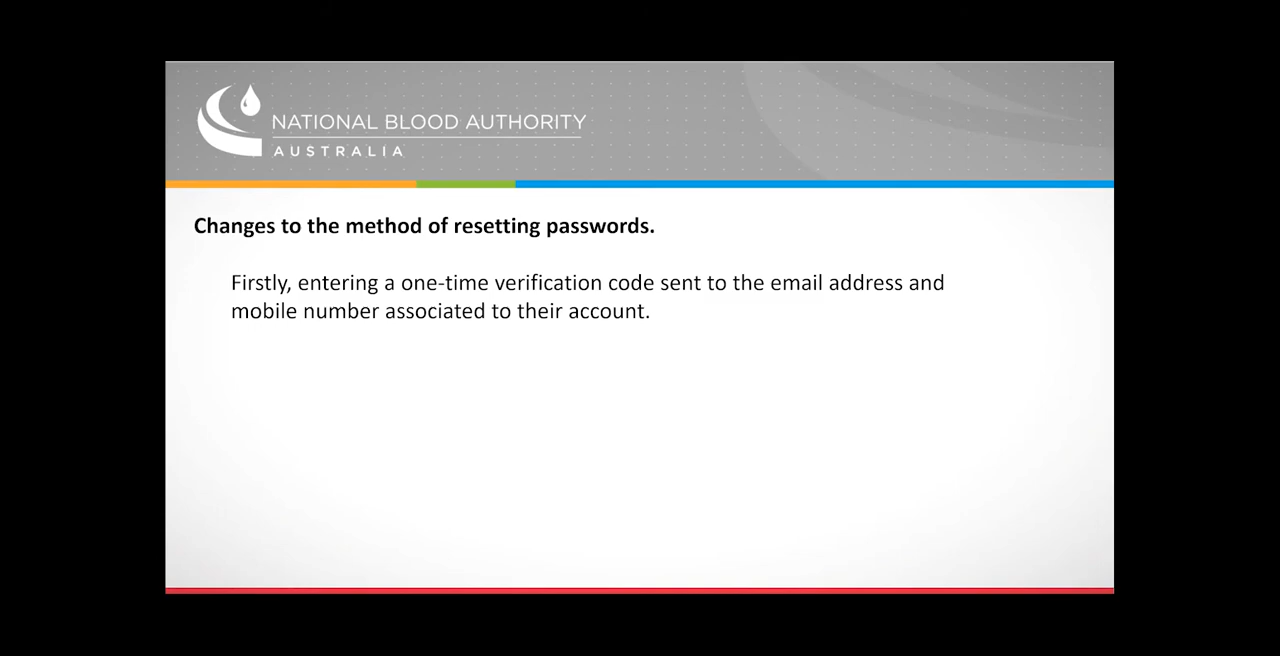 NATIONAL BLOOD AUTHORITY
AUSTRALIA
Changes to the method of resetting passwords.
Firstly, entering a one-time verification code sent to the email address and
mobile number associated to their account.